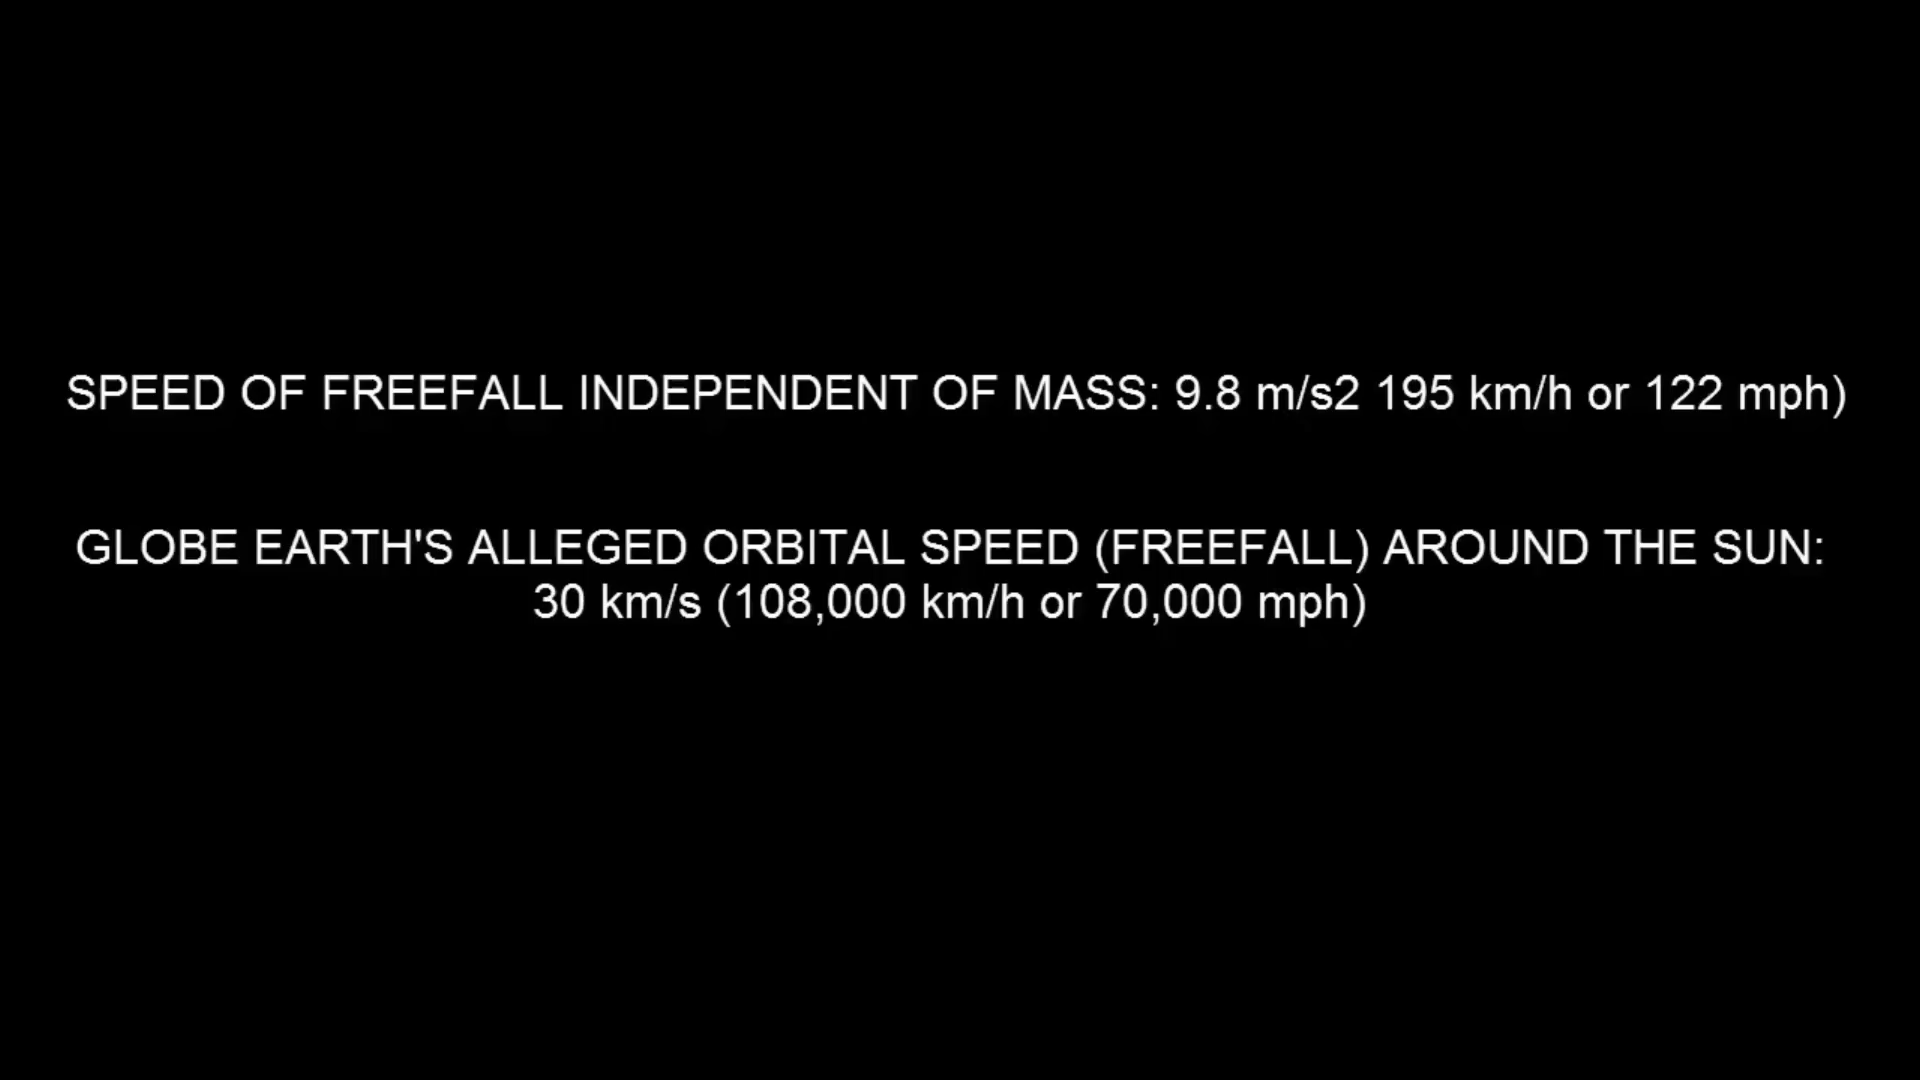 SPEED OF FREEFALL INDEPENDENT OF MASS: 9.8 m/s2 195 km/h or 122 mph)
GLOBE EARTH'S ALLEGED ORBITAL SPEED (FREEFALL) AROUND THE SUN:
30 km/s (108,000 km/h or 70,000 mph)